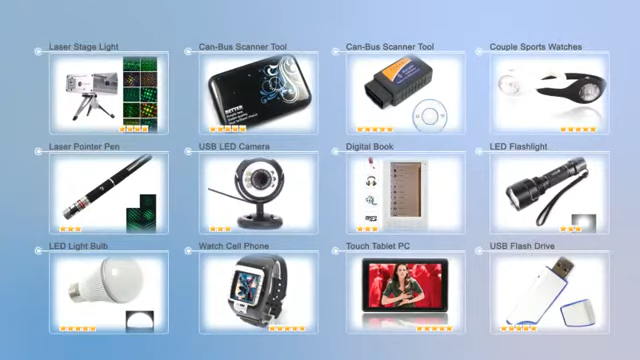 Laser Stage Light
Can-Bus Scanner Tool
Can-Bus Scanner Tool
Couple Sports Watches
Laser Pointer Pen
USB LED Camera
Digital Book
LED Flashlight
LED Light Bulb
Watch Cell Phone
Touch Tablet PC
USB Flash Drive